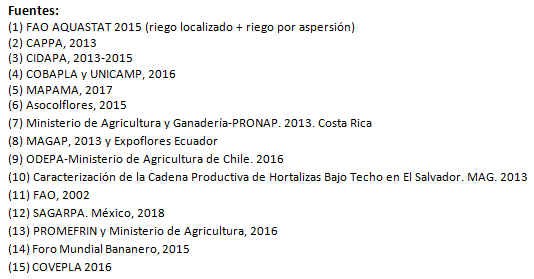 Fuentes:
(1) FAO AQUASTAT 2015 (riego localizado + riego por aspersión)
(2) CAPPA, 2013
(3) CIDAPA, 2013-2015
(4) COBAPLA y UNICAMP, 2016
(5) MAPAMA, 2017
(6) Asocolflores, 2015
(7) Ministerio de Agricultura y Ganadería-PRONAP. 2013. Costa Rica
(8) MAGAP, 2013 y Expoflores Ecuador
(9) ODEPA-Ministerio de Agricultura de Chile. 2016
(10) Caracterización de la Cadena Productiva de Hortalizas Bajo Techo en El Salvador. MAG. 2013
(11) FAO, 2002
(12) SAGARPA. México, 2018
(13) PROMEFRIN y Ministerio de Agricultura, 2016
(14) Foro Mundial Bananero, 2015
(15) COVEPLA 2016